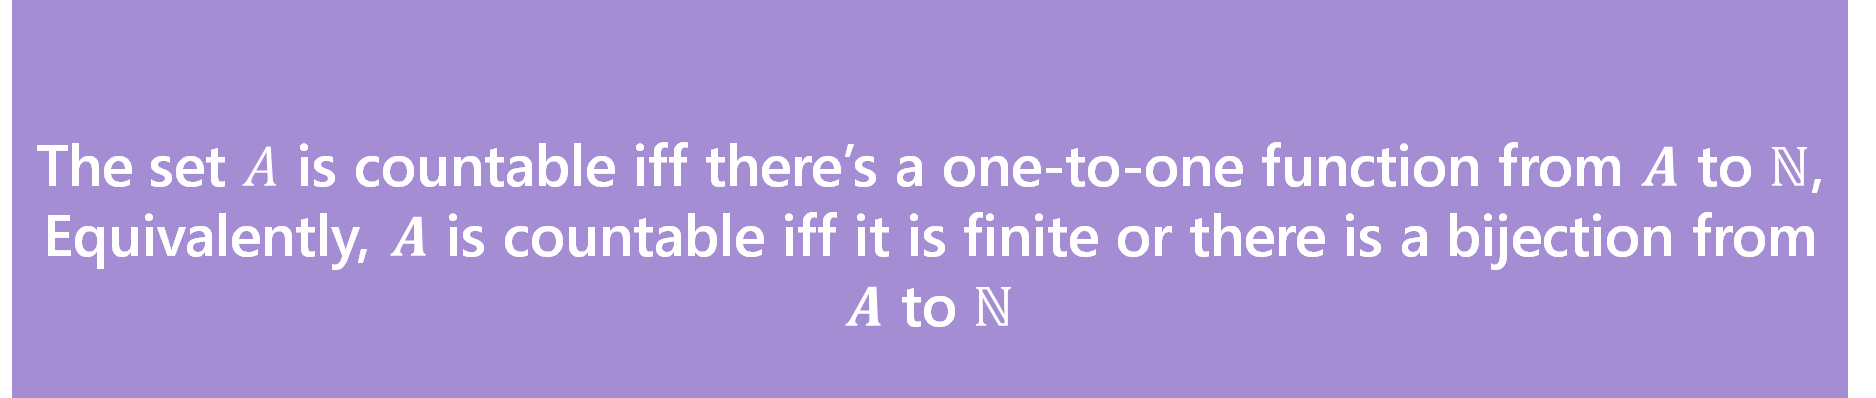 The set 𝐴 is countable iff there’s a one-to-one function from 𝑨 to ℕ,
Equivalently, 𝑨 is countable iff it is finite or there is a bijection from
𝑨 to ℕ